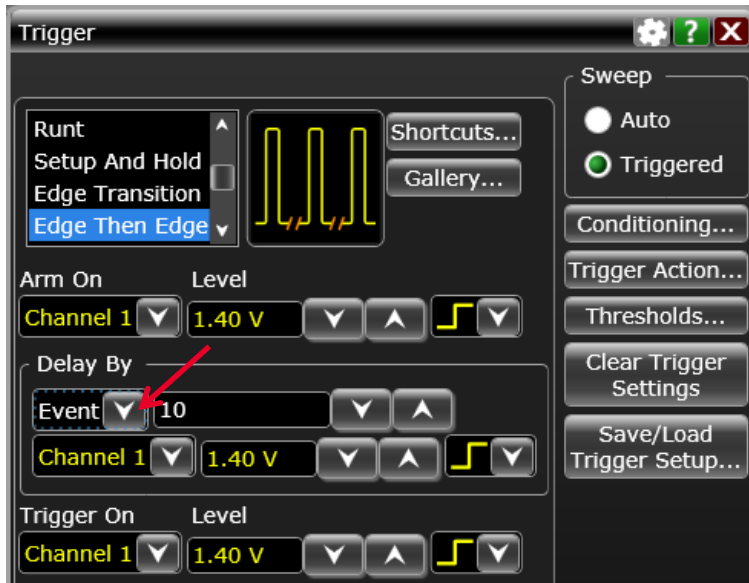 Trigger
?
X
Runt
Setup And Hold
Edge Transition
Edge Then Edge
Shortcuts...
Gallery...
Sweep
Auto
Triggered
Conditioning...
Trigger Action...
Thresholds...
Clear Trigger
Settings
Save/Load
Trigger Setup...
Arm On Level
Channel 1 1.40 V
Delay By
Event 10
Channel 1 1.40 V
Trigger On Level
Channel 1 1.40 V